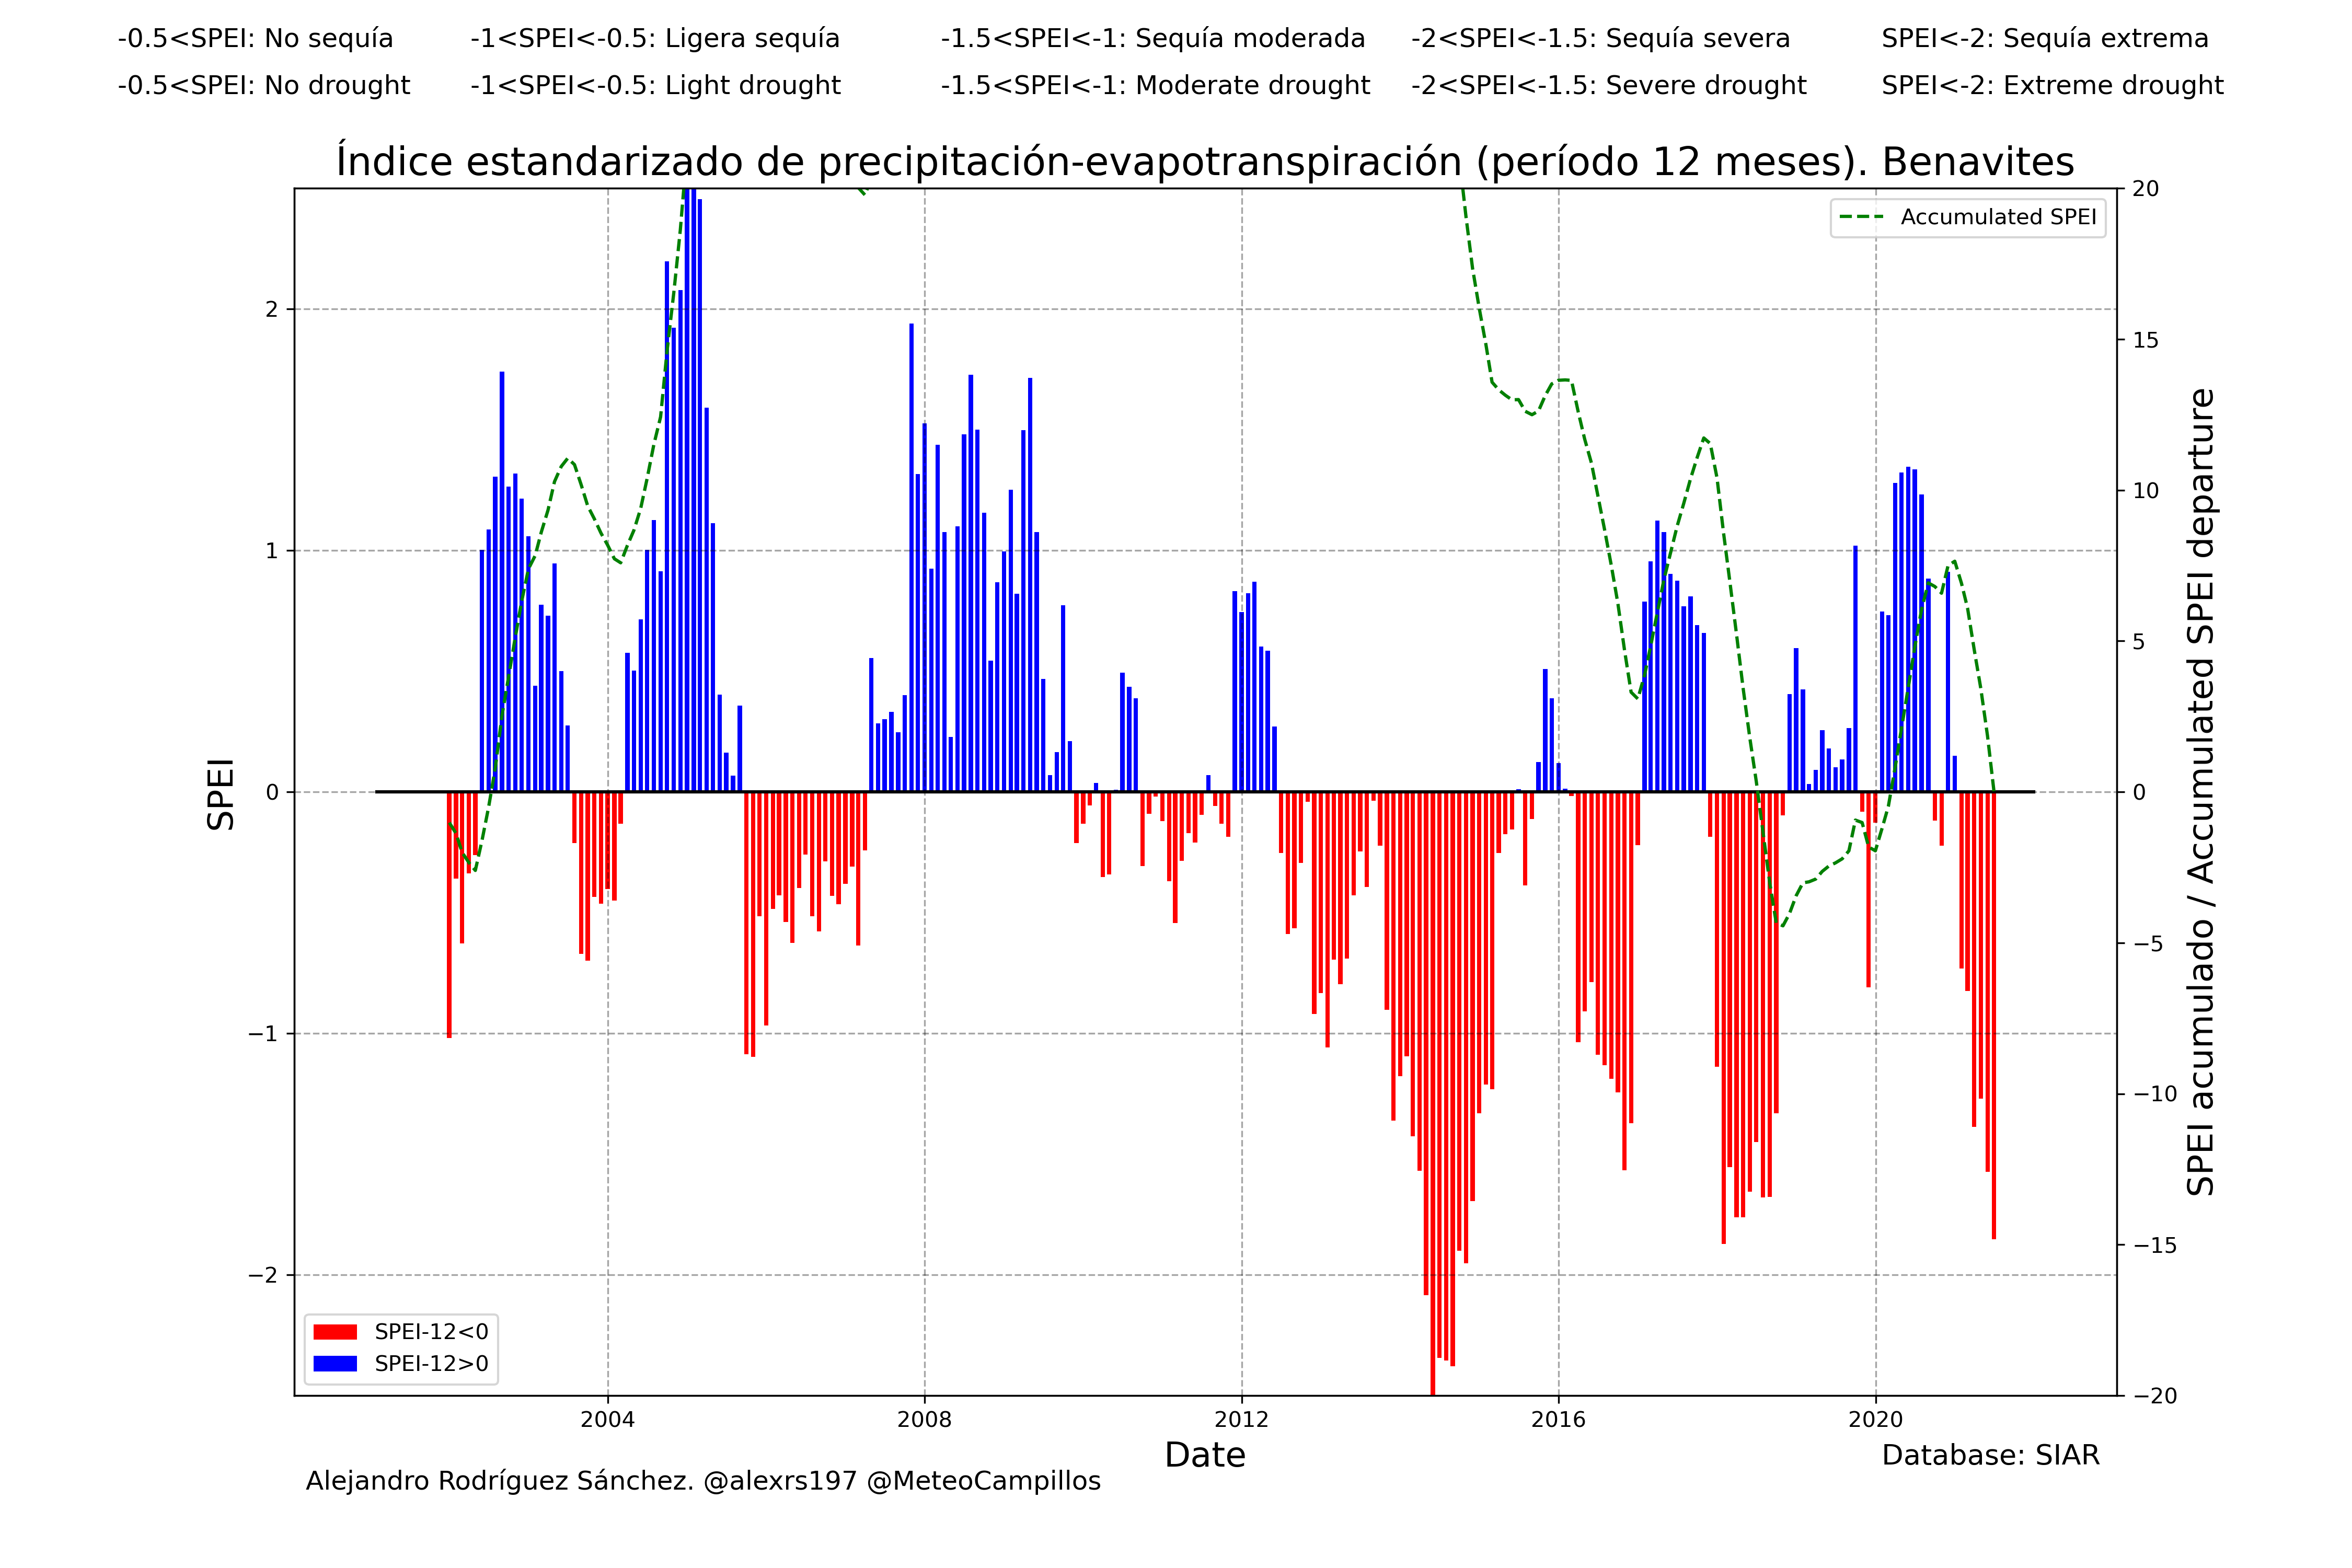 -0.5<SPEI: No sequía -1<SPEI<-0.5: Ligera sequía -1.5<SPEI<-1: Sequía moderada -2<SPEI<-1.5: Sequía severa SPEI<-2: Sequía extrema
-0.5<SPEI: No drought -1<SPEI<-0.5: Light drought -1.5<SPEI<-1: Moderate drought -2<SPEI<-1.5: Severe drought SPEI<-2: Extreme drought
Índice estandarizado de precipitación-evapotranspiración (período 12 meses). Benavites
Accumulated SPEI
2
1
0
−1
−2
SPEI
20
15
10
5
0
−5
−10
−15
−20
SPEI acumulado / Accumulated SPEI departure
SPEI-12<0
SPEI-12>0
2004 2008 2012 2016 2020
Date
Database: SIAR
Alejandro Rodríguez Sánchez. @alexrs197 @MeteoCampillos